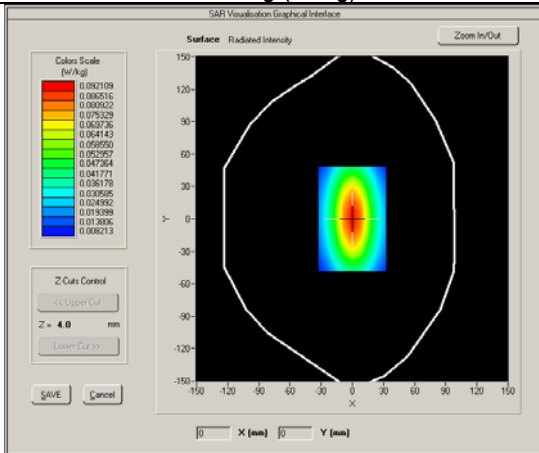 SAR Visualisation Graphical Interface
Surface Radiated Intensity
Zoom In/Out
Colors Scale
(W/kg)
0.092109
0.086516
0.080922
0.075329
0.069736
0.064143
0.058550
0.052957
0.047364
0.041771
0.036178
0.030585
0.024992
0.019399
0.013806
0.008213
150
120
90
60
30
0
-30
-60
-90
-120
-150
Y
-150 -120 -90 -60 -30 0 30 60 90 120 150
X
Z-Cuts Control
<< Upper Cut
Z = 4.0 mm
Lower Cut >>
SAVE Cancel
0 X (mm) 0 Y (mm)